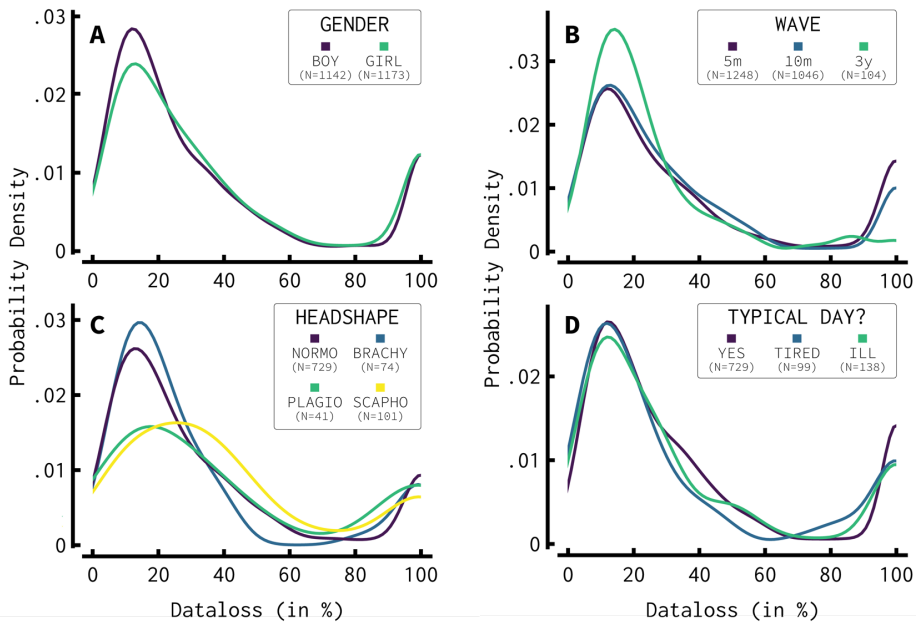 A
GENDER
BOY GIRL
(N=1142) (N=1173)
.03
.02
.01
0
0 20 40 60 80 100
B
WAVE
5m 10m 3y
(N=1248) (N=1046) (N=104)
.03
.02
.01
0
0 20 40 60 80 100
Probability Density
Probability Density
C
HEADSHAPE
NORMO BRACHY
(N=729) (N=74)
PLAGIO SCAPHO
(N=41) (N=101)
.03
.02
.01
0
0 20 40 60 80 100
Dataloss (in %)
D
TYPICAL DAY?
YES TIRED ILL
(N=729) (N=99) (N=138)
.02
.01
0
0 20 40 60 80 100
Dataloss (in %)